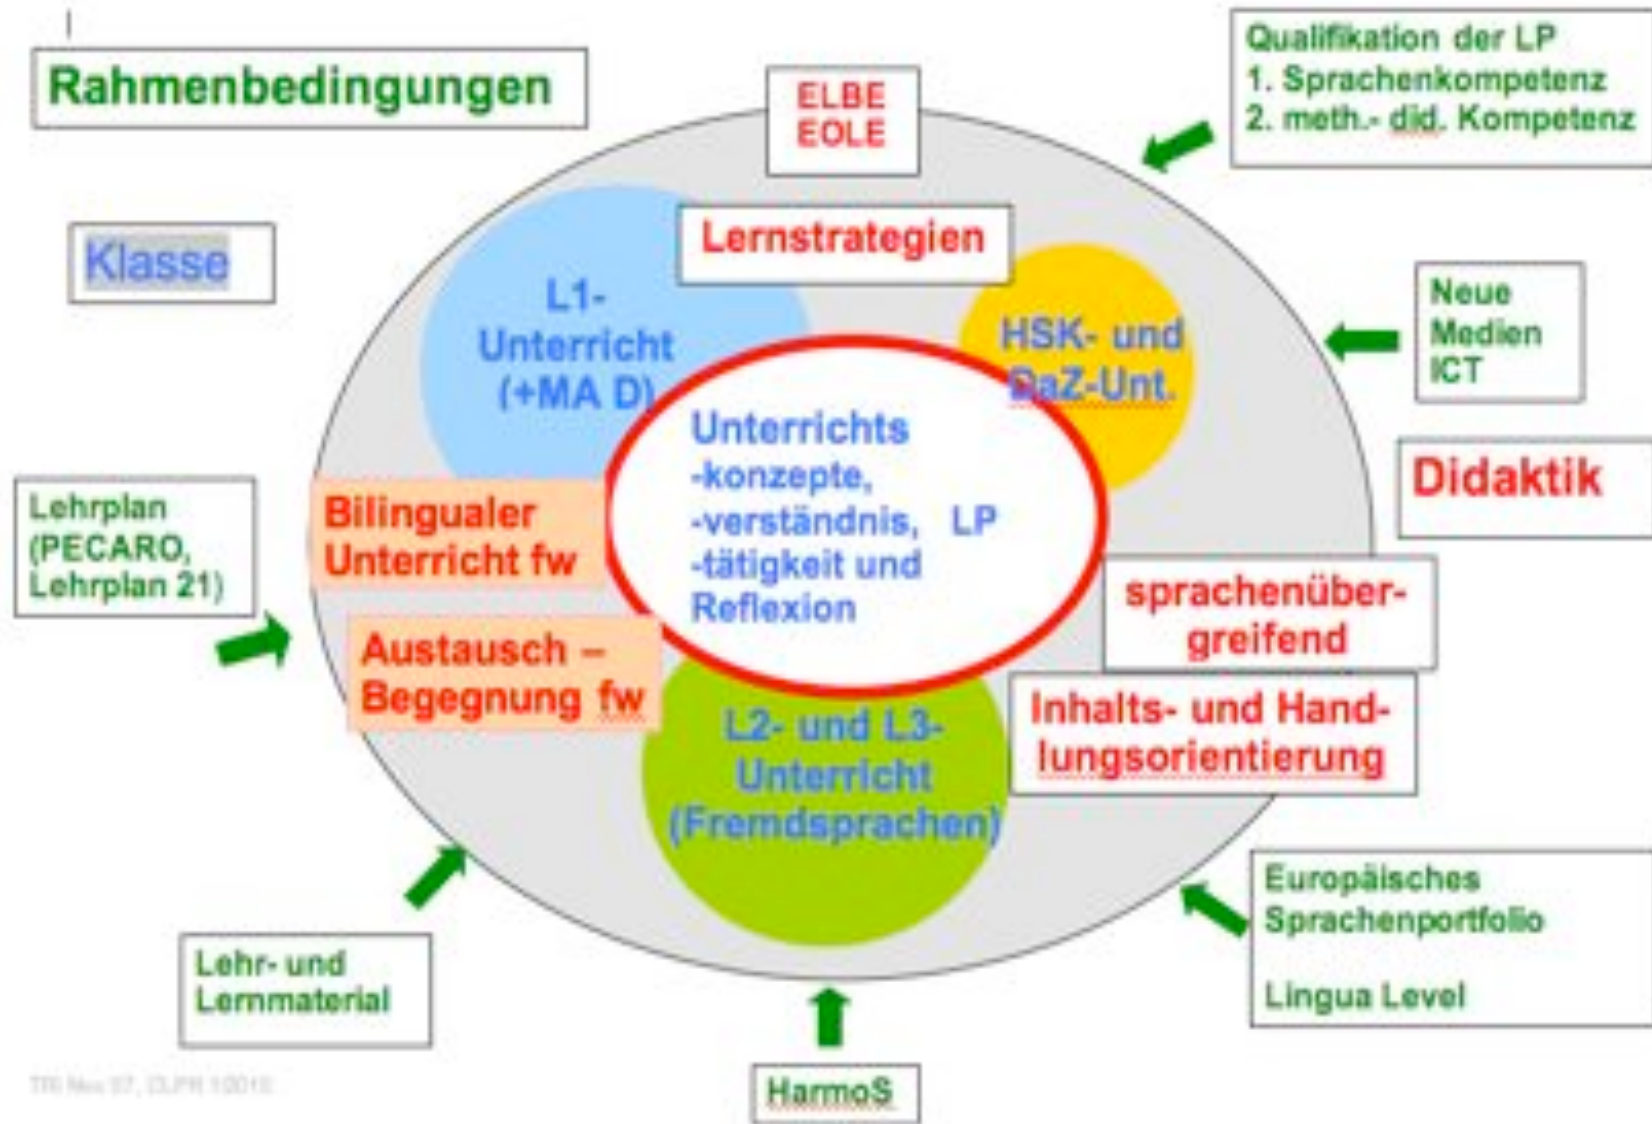 Rahmenbedingungen
Klasse
ELBE
EOLE
Qualifikation der LP
1. Sprachenkompetenz
2. meth.- did. Kompetenz
Lernstrategien
L1-
Unterricht
(+MA D)
HSK- und
DaZ-Unt.
Neue
Medien
ICT
Didaktik
Unterrichts
-konzepte,
-verständnis, LP
-tätigkeit und
Reflexion
Lehrplan
(PECARO,
Lehrplan 21)
Bilingualer
Unterricht fw
Austausch –
Begegnung fw
sprachenüber-
greifend
Inhalts- und Hand-
lungsorientierung
L2- und L3-
Unterricht
(Fremdsprachen)
Europäisches
Sprachenportfolio
Lingua Level
Lehr- und
Lernmaterial
HarmoS